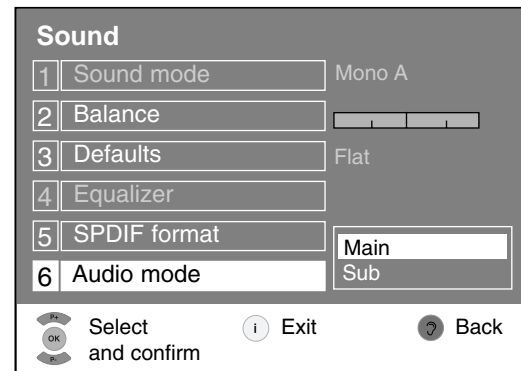 Sound
1 Sound mode Mono A
2 Balance
3 Defaults Flat
4 Equalizer
5 SPDIF format
Main
6 Audio mode Sub
P+
OK
P-
Select and confirm
i Exit
Back